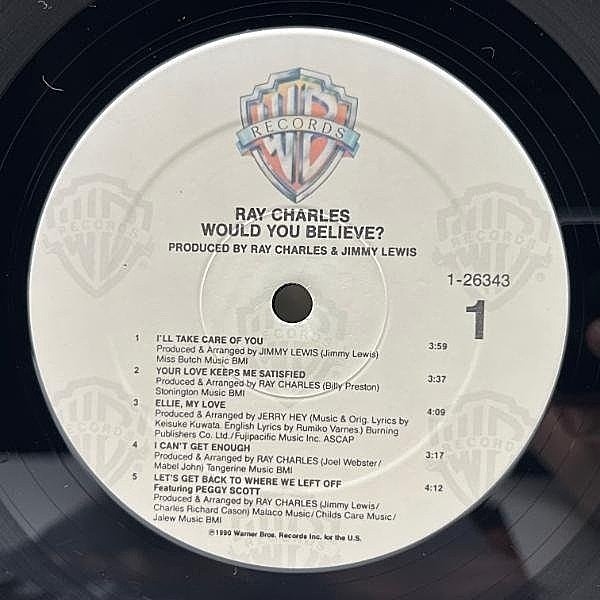 WB
RECORDS
RAY CHARLES
WOULD YOU BELIEVE?
PRODUCED BY RAY CHARLES & JIMMY LEWIS
1-26343
1
1 I'LL TAKE CARE OF YOU 3:59
Produced & Arranged by JIMMY LEWIS (Jimmy Lewis)
Miss Butch Music BMI
2 YOUR LOVE KEEPS ME SATISFIED 3:37
Produced & Arranged by RAY CHARLES (Billy Preston)
Stonington Music BMI
3 ELLIE, MY LOVE 4:09
Produced & Arranged by JERRY HEY (Music & Orig. Lyrics by
Keisuke Kuwata. English Lyrics by Rumiko Varnes.) Burning
Publishers Co. Ltd./Fujipacific Music Inc. ASCAP
4 I CAN'T GET ENOUGH 3:17
Produced & Arranged by RAY CHARLES (Joel Webster/
Mabel John) Tangerine Music BMI
5 LET'S GET BACK TO WHERE WE LEFT OFF 4:12
Featuring PEGGY SCOTT
Produced & Arranged by RAY CHARLES (Jimmy Lewis/
Charles Richard Cason) Malaco Music/Childs Care Music/
Jalew Music BMI
℗1990 Warner Bros. Records Inc. for the U.S.